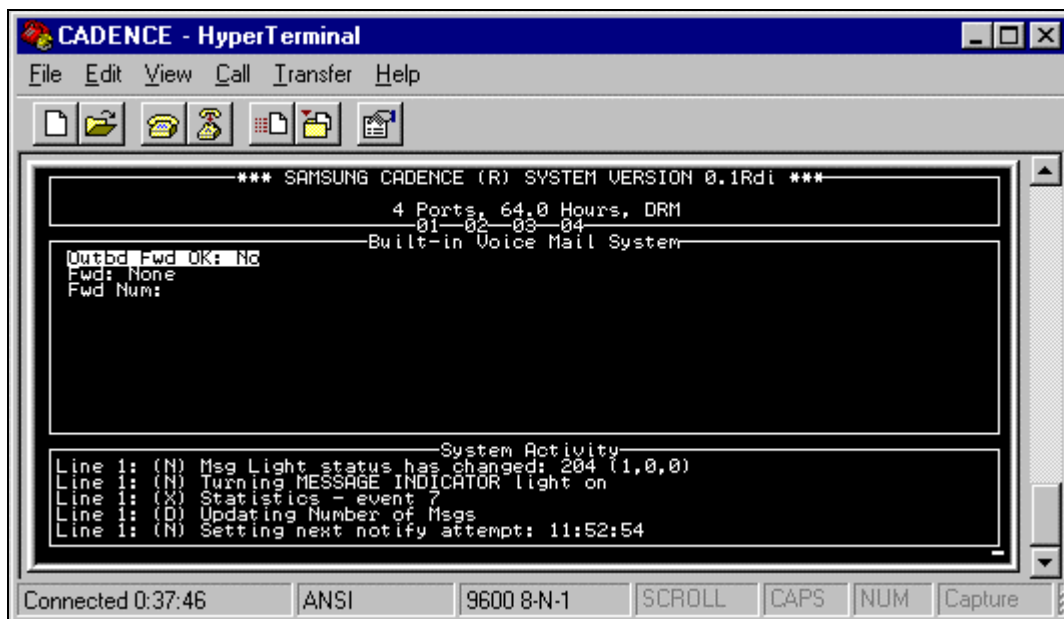 CADENCE - HyperTerminal
File Edit View Call Transfer Help
*** SAMSUNG CADENCE (R) SYSTEM VERSION 0.1Rdi ***
4 Ports, 64.0 Hours, DRM
01—02—03—04
Built-in Voice Mail System
Outbd Fwd OK: No
Fwd: None
Fwd Num:
System Activity
Line 1: (N) Msg Light status has changed: 204 (1,0,0)
Line 1: (N) Turning MESSAGE INDICATOR light on
Line 1: (X) Statistics - event 7
Line 1: (D) Updating Number of Msgs
Line 1: (N) Setting next notify attempt: 11:52:54
Connected 0:37:46 ANSI 9600 8-N-1 SCROLL CAPS NUM Capture